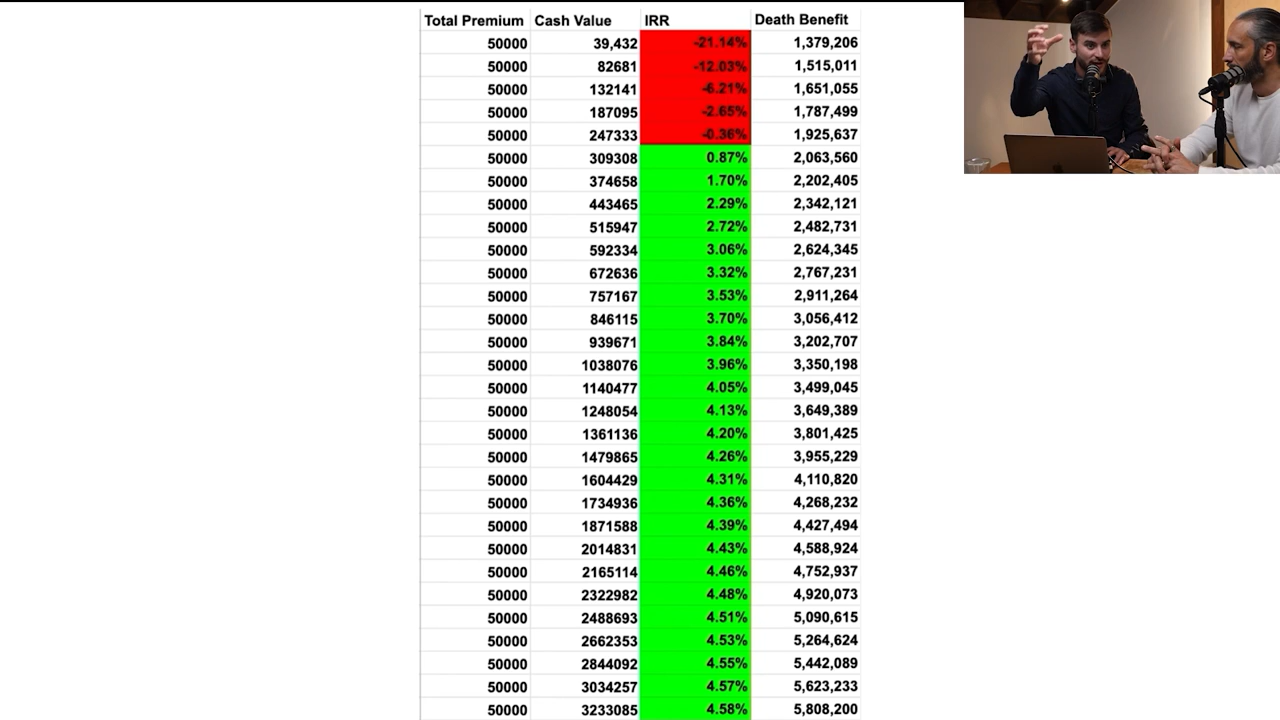 Total Premium Cash Value IRR Death Benefit
50000 39,432 -21.14% 1,379,206
50000 82681 -12.03% 1,515,011
50000 132141 -6.21% 1,651,055
50000 187095 -2.65% 1,787,499
50000 247333 -0.36% 1,925,637
50000 309308 0.87% 2,063,560
50000 374658 1.70% 2,202,405
50000 443465 2.29% 2,342,121
50000 515947 2.72% 2,482,731
50000 592334 3.06% 2,624,345
50000 672636 3.32% 2,767,231
50000 757167 3.53% 2,911,264
50000 846115 3.70% 3,056,412
50000 939671 3.84% 3,202,707
50000 1038076 3.96% 3,350,198
50000 1140477 4.05% 3,499,045
50000 1248054 4.13% 3,649,389
50000 1361136 4.20% 3,801,425
50000 1479865 4.26% 3,955,229
50000 1604429 4.31% 4,110,820
50000 1734936 4.36% 4,268,232
50000 1871588 4.39% 4,427,494
50000 2014831 4.43% 4,588,924
50000 2165114 4.46% 4,752,937
50000 2322982 4.48% 4,920,073
50000 2488693 4.51% 5,090,615
50000 2662353 4.53% 5,264,624
50000 2844092 4.55% 5,442,089
50000 3034257 4.57% 5,623,233
50000 3233085 4.58% 5,808,200